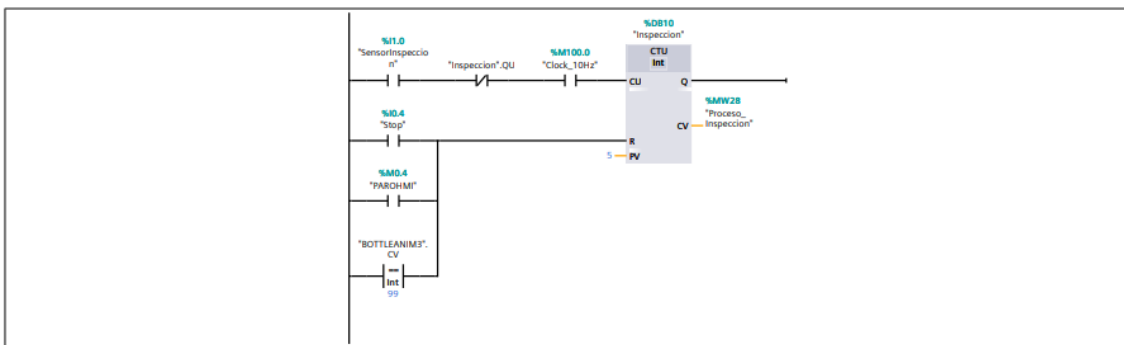 %DB10
"Inspeccion"
%I1.0
"SensorInspeccio
n"
"Inspeccion".QU
%M100.0
"Clock_10Hz"
CTU
Int
CU
Q
%MW28
"Proceso_
Inspeccion"
CV
%I0.4
"Stop"
R
5
PV
%M0.4
"PAROHMI"
"BOTTLEANIM3".
CV
==
Int
99